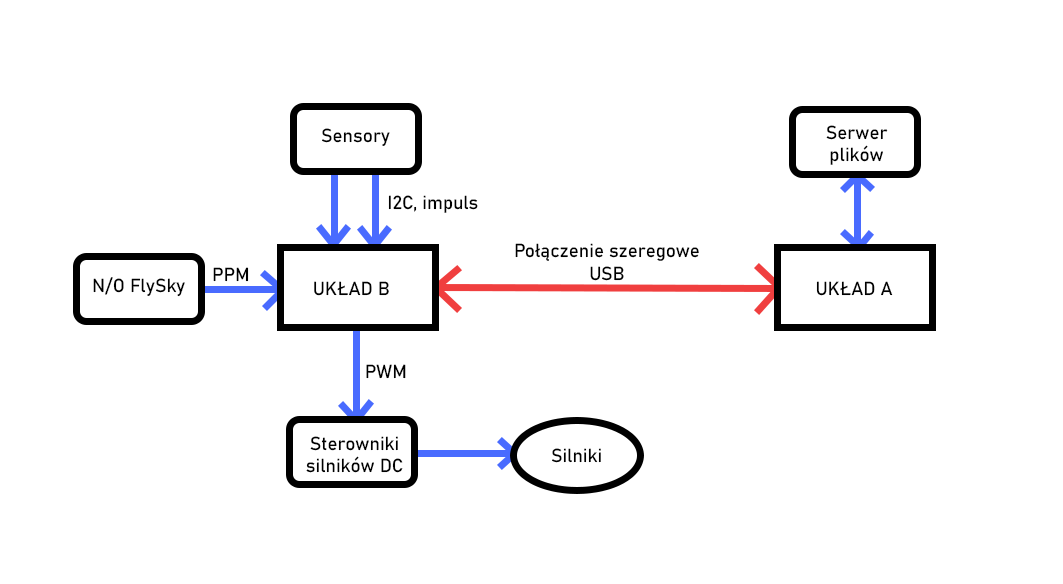 Sensory
Serwer
plików
I2C, impuls
Połączenie szeregowe
USB
N/O FlySky
PPM
UKŁAD B
UKŁAD A
PWM
Sterowniki
silników DC
Silniki